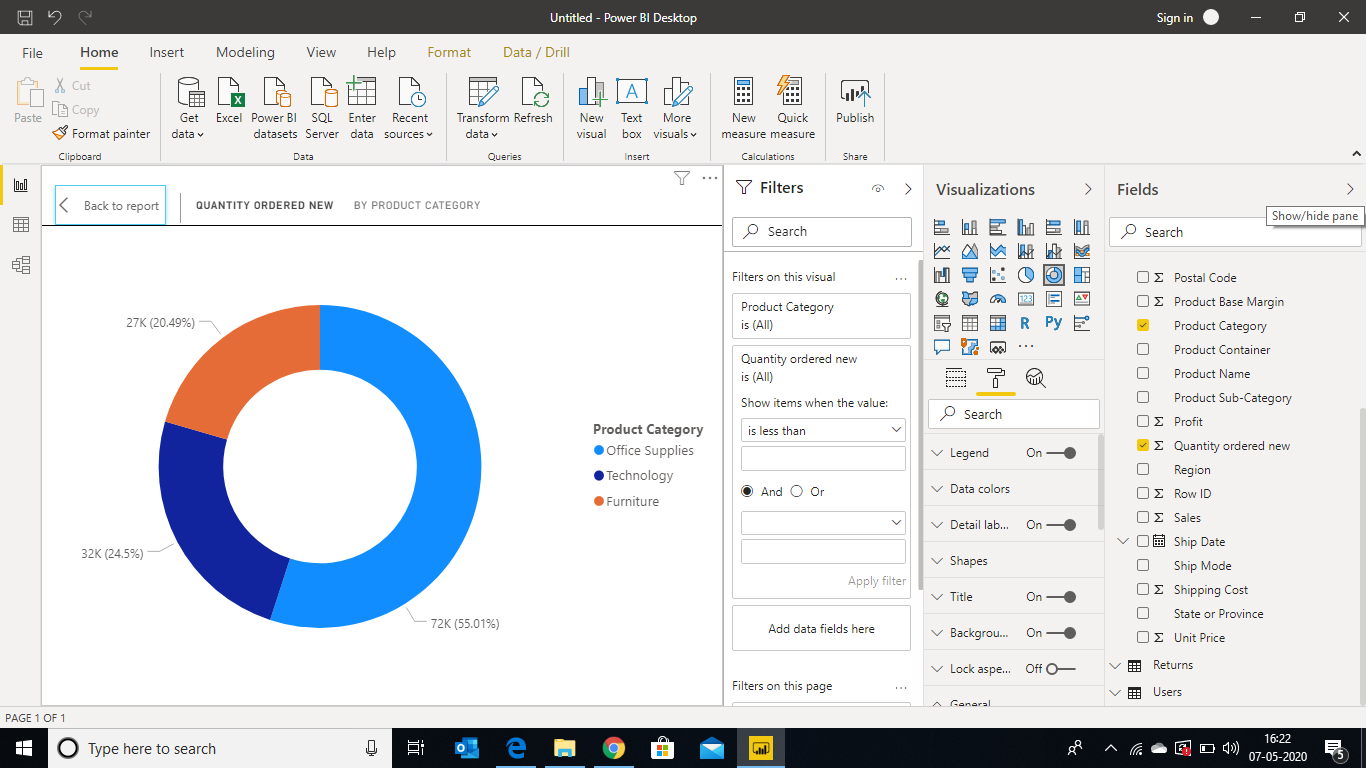 Untitled - Power BI Desktop
Sign in
File
Home
Insert
Modeling
View
Help
Format
Data / Drill
Paste
Cut
Copy
Format painter
Clipboard
Get data
Excel
Power BI datasets
SQL Server
Enter data
Recent sources
Data
Transform data
Refresh
Queries
New visual
Text box
More visuals
Insert
New measure
Quick measure
Calculations
Publish
Share
Back to report
QUANTITY ORDERED NEW
BY PRODUCT CATEGORY
27K (20.49%)
32K (24.5%)
72K (55.01%)
Product Category
Office Supplies
Technology
Furniture
Filters
Search
Filters on this visual
...
Product Category
is (All)
Quantity ordered new
is (All)
Show items when the value:
is less than
And
Or
Apply filter
Add data fields here
Filters on this page
...
Visualizations
123
R
Py
...
Search
Legend
On
Data colors
Detail lab...
On
Shapes
Title
On
Backgrou...
On
Lock aspe...
Off
General
Fields
Show/hide pane
Search
Postal Code
Σ Product Base Margin
Product Category
Product Container
Product Name
Product Sub-Category
Σ Profit
Σ Quantity ordered new
Region
Σ Row ID
Σ Sales
Ship Date
Ship Mode
Σ Shipping Cost
State or Province
Σ Unit Price
Returns
Users
PAGE 1 OF 1
Type here to search
16:22
07-05-2020
5